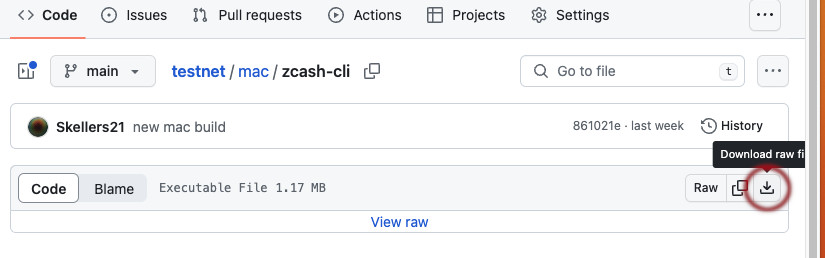 Code Issues Pull requests Actions Projects Settings ...
main testnet / mac / zcash-cli Go to file t ...
Skellers21 new mac build 861021e · last week History
Download raw fi
Code Blame Executable File 1.17 MB Raw
View raw